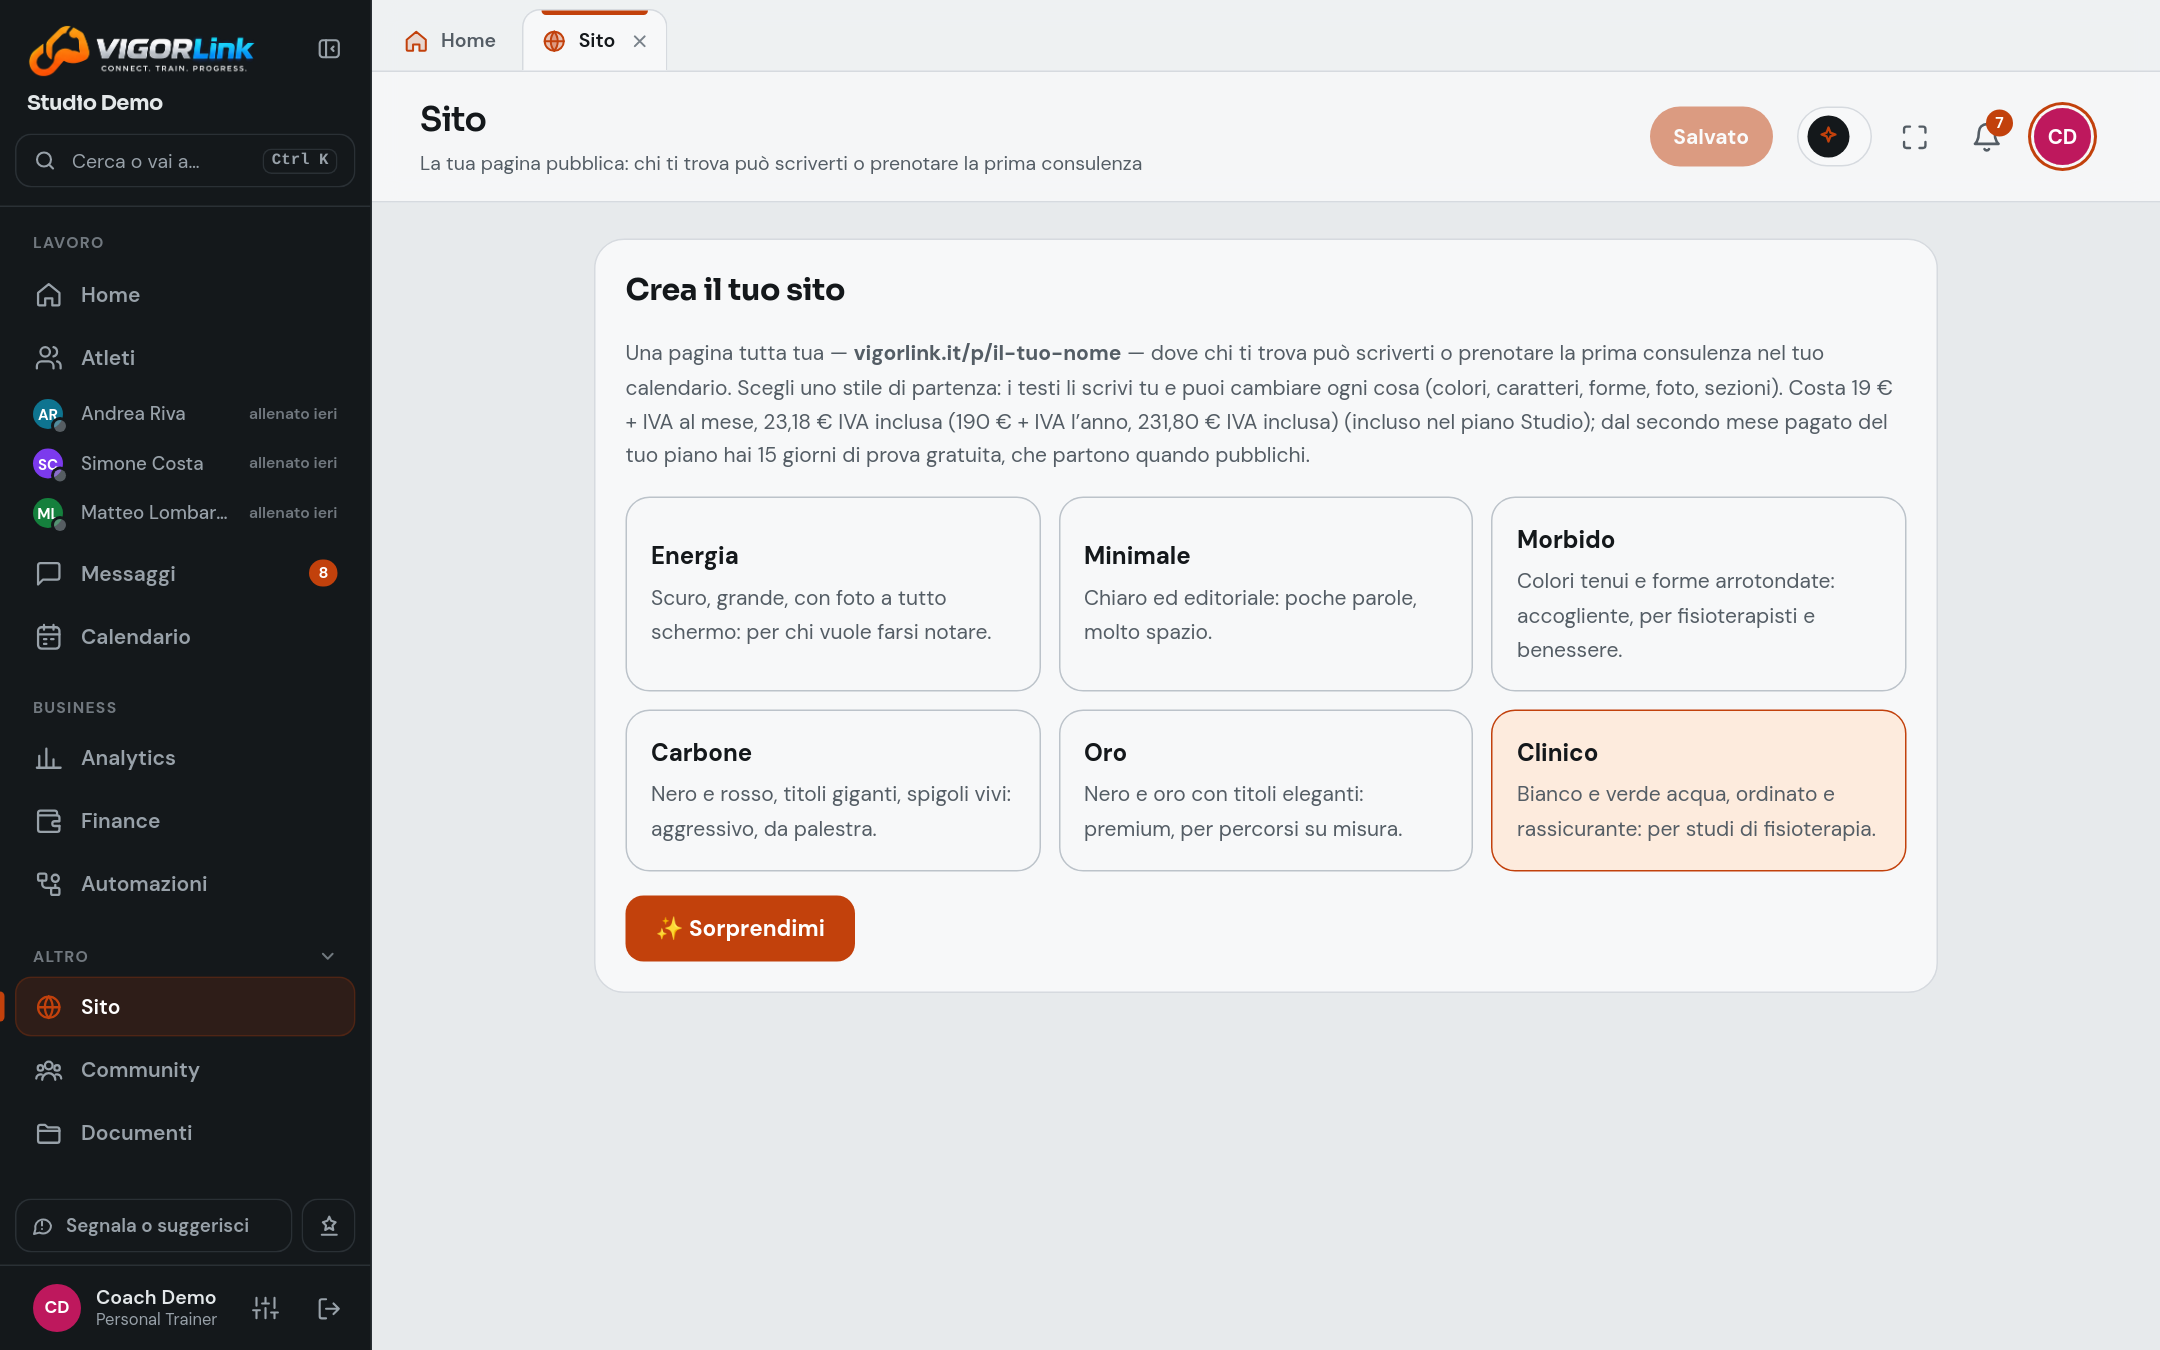 VIGORLink
CONNECT. TRAIN. PROGRESS.
Studio Demo
Cerca o vai a...
Ctrl K
LAVORO
Home
Atleti
AR Andrea Riva allenato ieri
SC Simone Costa allenato ieri
ML Matteo Lombar... allenato ieri
Messaggi 8
Calendario
BUSINESS
Analytics
Finance
Automazioni
ALTRO
Sito
Community
Documenti
Segnala o suggerisci
CD
Coach Demo
Personal Trainer
Home
Sito
Sito
La tua pagina pubblica: chi ti trova può scriverti o prenotare la prima consulenza
Salvato
7
CD
Crea il tuo sito
Una pagina tutta tua — vigorlink.it/p/il-tuo-nome — dove chi ti trova può scriverti o prenotare la prima consulenza nel tuo
calendario. Scegli uno stile di partenza: i testi li scrivi tu e puoi cambiare ogni cosa (colori, caratteri, forme, foto, sezioni). Costa 19 €
+ IVA al mese, 23,18 € IVA inclusa (190 € + IVA l’anno, 231,80 € IVA inclusa) (incluso nel piano Studio); dal secondo mese pagato del
tuo piano hai 15 giorni di prova gratuita, che partono quando pubblichi.
Energia
Scuro, grande, con foto a tutto
schermo: per chi vuole farsi notare.
Minimale
Chiaro ed editoriale: poche parole,
molto spazio.
Morbido
Colori tenui e forme arrotondate:
accogliente, per fisioterapisti e
benessere.
Carbone
Nero e rosso, titoli giganti, spigoli vivi:
aggressivo, da palestra.
Oro
Nero e oro con titoli eleganti:
premium, per percorsi su misura.
Clinico
Bianco e verde acqua, ordinato e
rassicurante: per studi di fisioterapia.
✨ Sorprendimi